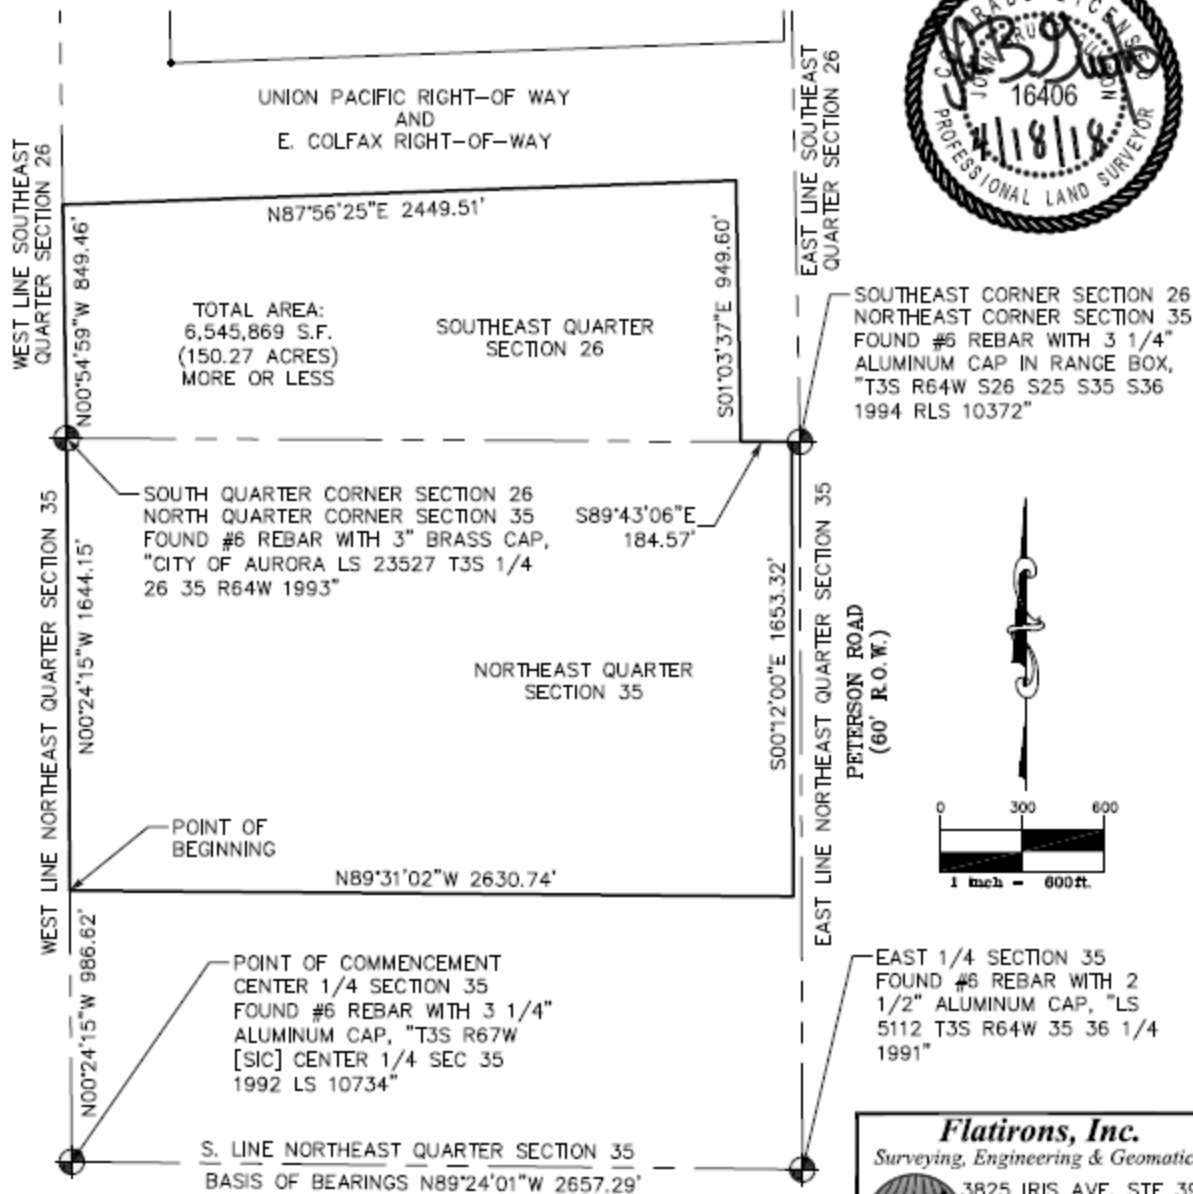 UNION PACIFIC RIGHT-OF WAY
AND
E. COLFAX RIGHT-OF-WAY
WEST LINE SOUTHEAST
QUARTER SECTION 26
EAST LINE SOUTHEAST
QUARTER SECTION 26
16406
4/18/18
PROFESSIONAL LAND SURVEYOR
N87°56'25"E 2449.51'
N00°54'59"W 849.46'
S01°03'37"E 949.60'
TOTAL AREA:
6,545,869 S.F.
(150.27 ACRES)
MORE OR LESS
SOUTHEAST QUARTER
SECTION 26
SOUTHEAST CORNER SECTION 26
NORTHEAST CORNER SECTION 35
FOUND #6 REBAR WITH 3 1/4"
ALUMINUM CAP IN RANGE BOX,
"T3S R64W S26 S25 S35 S36
1994 RLS 10372"
SOUTH QUARTER CORNER SECTION 26
NORTH QUARTER CORNER SECTION 35
FOUND #6 REBAR WITH 3" BRASS CAP,
"CITY OF AURORA LS 23527 T3S 1/4
26 35 R64W 1993"
S89°43'06"E
184.57'
WEST LINE NORTHEAST QUARTER SECTION 35
N00°24'15"W 1644.15'
S00°12'00"E 1653.32'
EAST LINE NORTHEAST QUARTER SECTION 35
PETERSON ROAD
(60' R.O.W.)
NORTHEAST QUARTER
SECTION 35
0 300 600
1 inch = 600ft.
POINT OF
BEGINNING
N89°31'02"W 2630.74'
N00°24'15"W 986.62'
POINT OF COMMENCEMENT
CENTER 1/4 SECTION 35
FOUND #6 REBAR WITH 3 1/4"
ALUMINUM CAP, "T3S R67W
[SIC] CENTER 1/4 SEC 35
1992 LS 10734"
EAST 1/4 SECTION 35
FOUND #6 REBAR WITH 2
1/2" ALUMINUM CAP, "LS
5112 T3S R64W 35 36 1/4
1991"
S. LINE NORTHEAST QUARTER SECTION 35
BASIS OF BEARINGS N89°24'01"W 2657.29'
Flatirons, Inc.
Surveying, Engineering & Geomatic
3825 IRIS AVE, STE 39